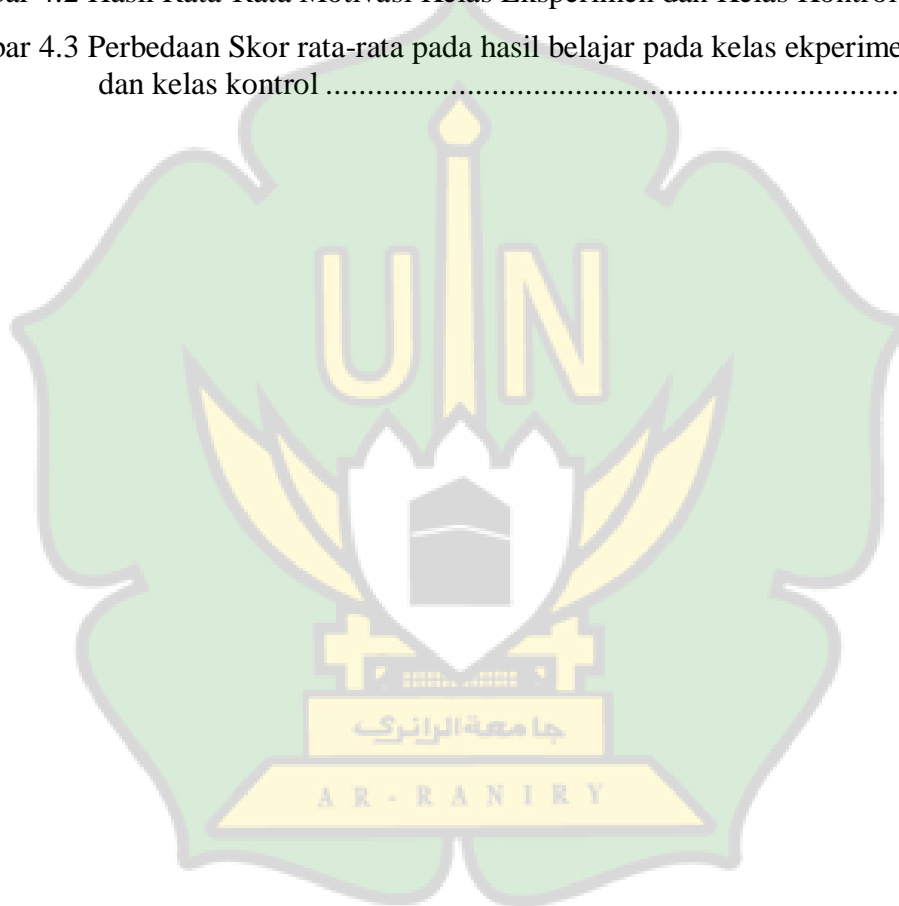 bar 4.2 Hasil Rata-Rata Motivasi Kelas Eksperimen dan Kelas Kontrol
bar 4.3 Perbedaan Skor rata-rata pada hasil belajar pada kelas ekperime
dan kelas kontrol ......................................................................
UIN
جامعة الرانري
AR-RANIRY